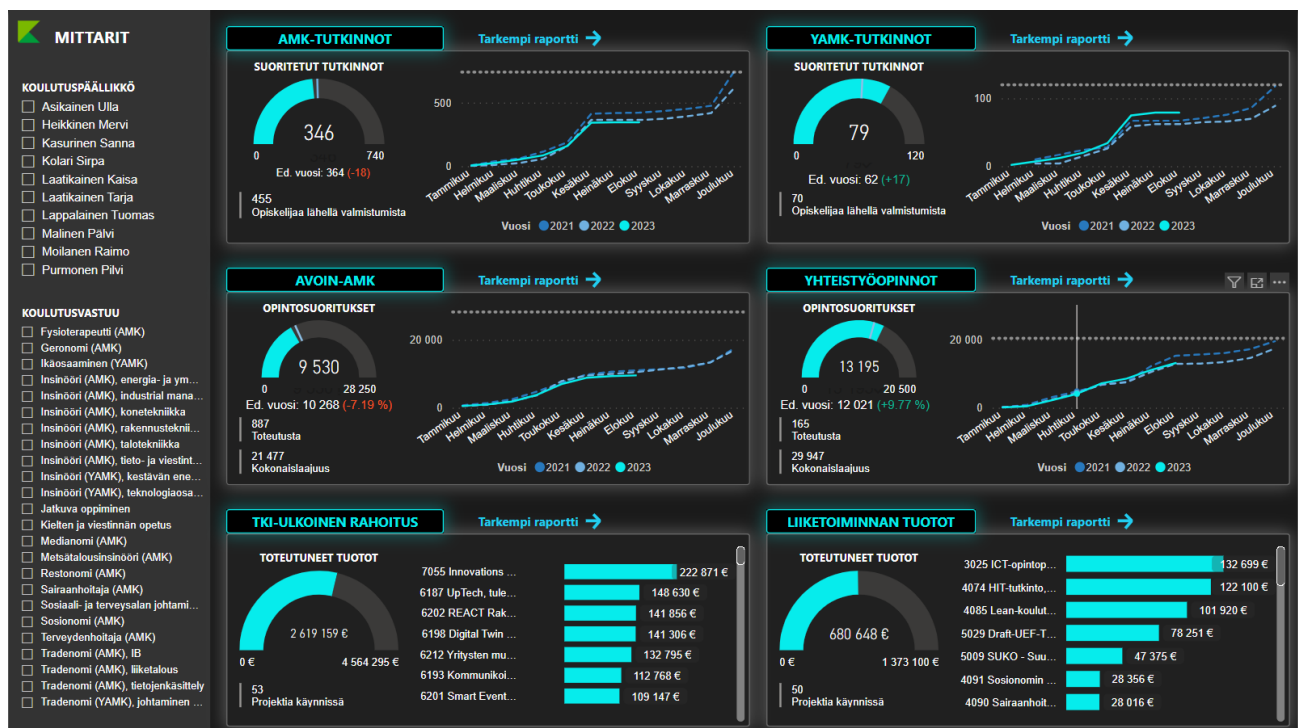 MITTARIT
KOULUTUSPÄÄLLIKKÖ
Asikainen Ulla
Heikkinen Mervi
Kasurinen Sanna
Kolari Sirpa
Laatikainen Kaisa
Laatikainen Tarja
Lappalainen Tuomas
Malinen Päivi
Moilanen Raimo
Purmonen Pilvi
KOULUTUSVASTUU
Fysioterapeutti (AMK)
Geronomi (AMK)
Ikäosaaminen (YAMK)
Insinööri (AMK), energia- ja ym...
Insinööri (AMK), industrial mana...
Insinööri (AMK), konetekniikka
Insinööri (AMK), rakennusteknii...
Insinööri (AMK), talotekniikka
Insinööri (AMK), tieto- ja viestint...
Insinööri (YAMK), kestävän ene...
Insinööri (YAMK), teknologiaosa...
Jatkuva oppiminen
Kielten ja viestinnän opetus
Medianomi (AMK)
Metsätalousinsinööri (AMK)
Restonomi (AMK)
Sairaanhoitaja (AMK)
Sosiaali- ja terveysalan johtami...
Sosionomi (AMK)
Terveydenhoitaja (AMK)
Tradenomi (AMK), IB
Tradenomi (AMK), liiketalous
Tradenomi (AMK), tietojenkäsittely
Tradenomi (YAMK), johtaminen ...
AMK-TUTKINNOT
Tarkempi raportti
SUORITETUT TUTKINNOT
346
0 740
Ed. vuosi: 364 (-18)
455
Opiskelijaa lähellä valmistumista
500
0
Tammikuu Helmikuu Maaliskuu Huhtikuu Toukokuu Kesäkuu Heinäkuu Elokuu Syyskuu Lokakuu Marraskuu Joulukuu
Vuosi 2021 2022 2023
YAMK-TUTKINNOT
Tarkempi raportti
SUORITETUT TUTKINNOT
79
0 120
Ed. vuosi: 62 (+17)
70
Opiskelijaa lähellä valmistumista
100
0
Tammikuu Helmikuu Maaliskuu Huhtikuu Toukokuu Kesäkuu Heinäkuu Elokuu Syyskuu Lokakuu Marraskuu Joulukuu
Vuosi 2021 2022 2023
AVOIN-AMK
Tarkempi raportti
OPINTOSUORITUKSET
9 530
0 28 250
Ed. vuosi: 10 268 (-7.19 %)
887
Toteutusta
21 477
Kokonaislaajuus
20 000
0
Tammikuu Helmikuu Maaliskuu Huhtikuu Toukokuu Kesäkuu Heinäkuu Elokuu Syyskuu Lokakuu Marraskuu Joulukuu
Vuosi 2021 2022 2023
YHTEISTYÖOPINNOT
Tarkempi raportti
OPINTOSUORITUKSET
13 195
0 20 500
Ed. vuosi: 12 021 (+9.77 %)
165
Toteutusta
29 947
Kokonaislaajuus
20 000
0
Tammikuu Helmikuu Maaliskuu Huhtikuu Toukokuu Kesäkuu Heinäkuu Elokuu Syyskuu Lokakuu Marraskuu Joulukuu
Vuosi 2021 2022 2023
TKI-ULKOINEN RAHOITUS
Tarkempi raportti
TOTEUTUNEET TUOTOT
2 619 159 €
0 € 4 564 295 €
53
Projektia käynnissä
7055 Innovations ... 222 871 €
6187 UpTech, tule... 148 630 €
6202 REACT Rak... 141 856 €
6198 Digital Twin ... 141 306 €
6212 Yritysten mu... 132 795 €
6193 Kommunikoi... 112 768 €
6201 Smart Event... 109 147 €
LIIKETOIMINNAN TUOTOT
Tarkempi raportti
TOTEUTUNEET TUOTOT
680 648 €
0 € 1 373 100 €
50
Projektia käynnissä
3025 ICT-opintop... 132 699 €
4074 HIT-tutkinto,... 122 100 €
4085 Lean-koulut... 101 920 €
5029 Draft-UEF-T... 78 251 €
5009 SUKO - Suu... 47 375 €
4091 Sosionomin ... 28 356 €
4090 Sairaanhoit... 28 016 €